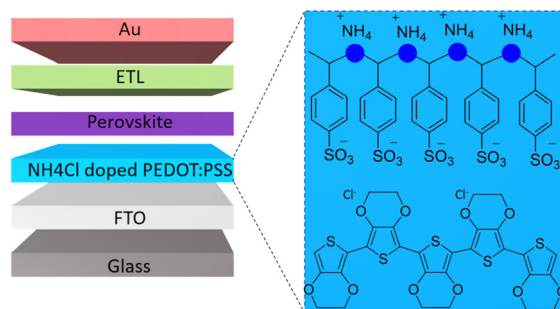 Au
ETL
Perovskite
NH4Cl doped PEDOT:PSS
FTO
Glass
+ + + +
NH₄ NH₄ NH₄ NH₄
− − − − −
SO₃ SO₃ SO₃ SO₃ SO₃
Cl⁻ Cl⁻
O O O O
S S S
S S
O O O O O O